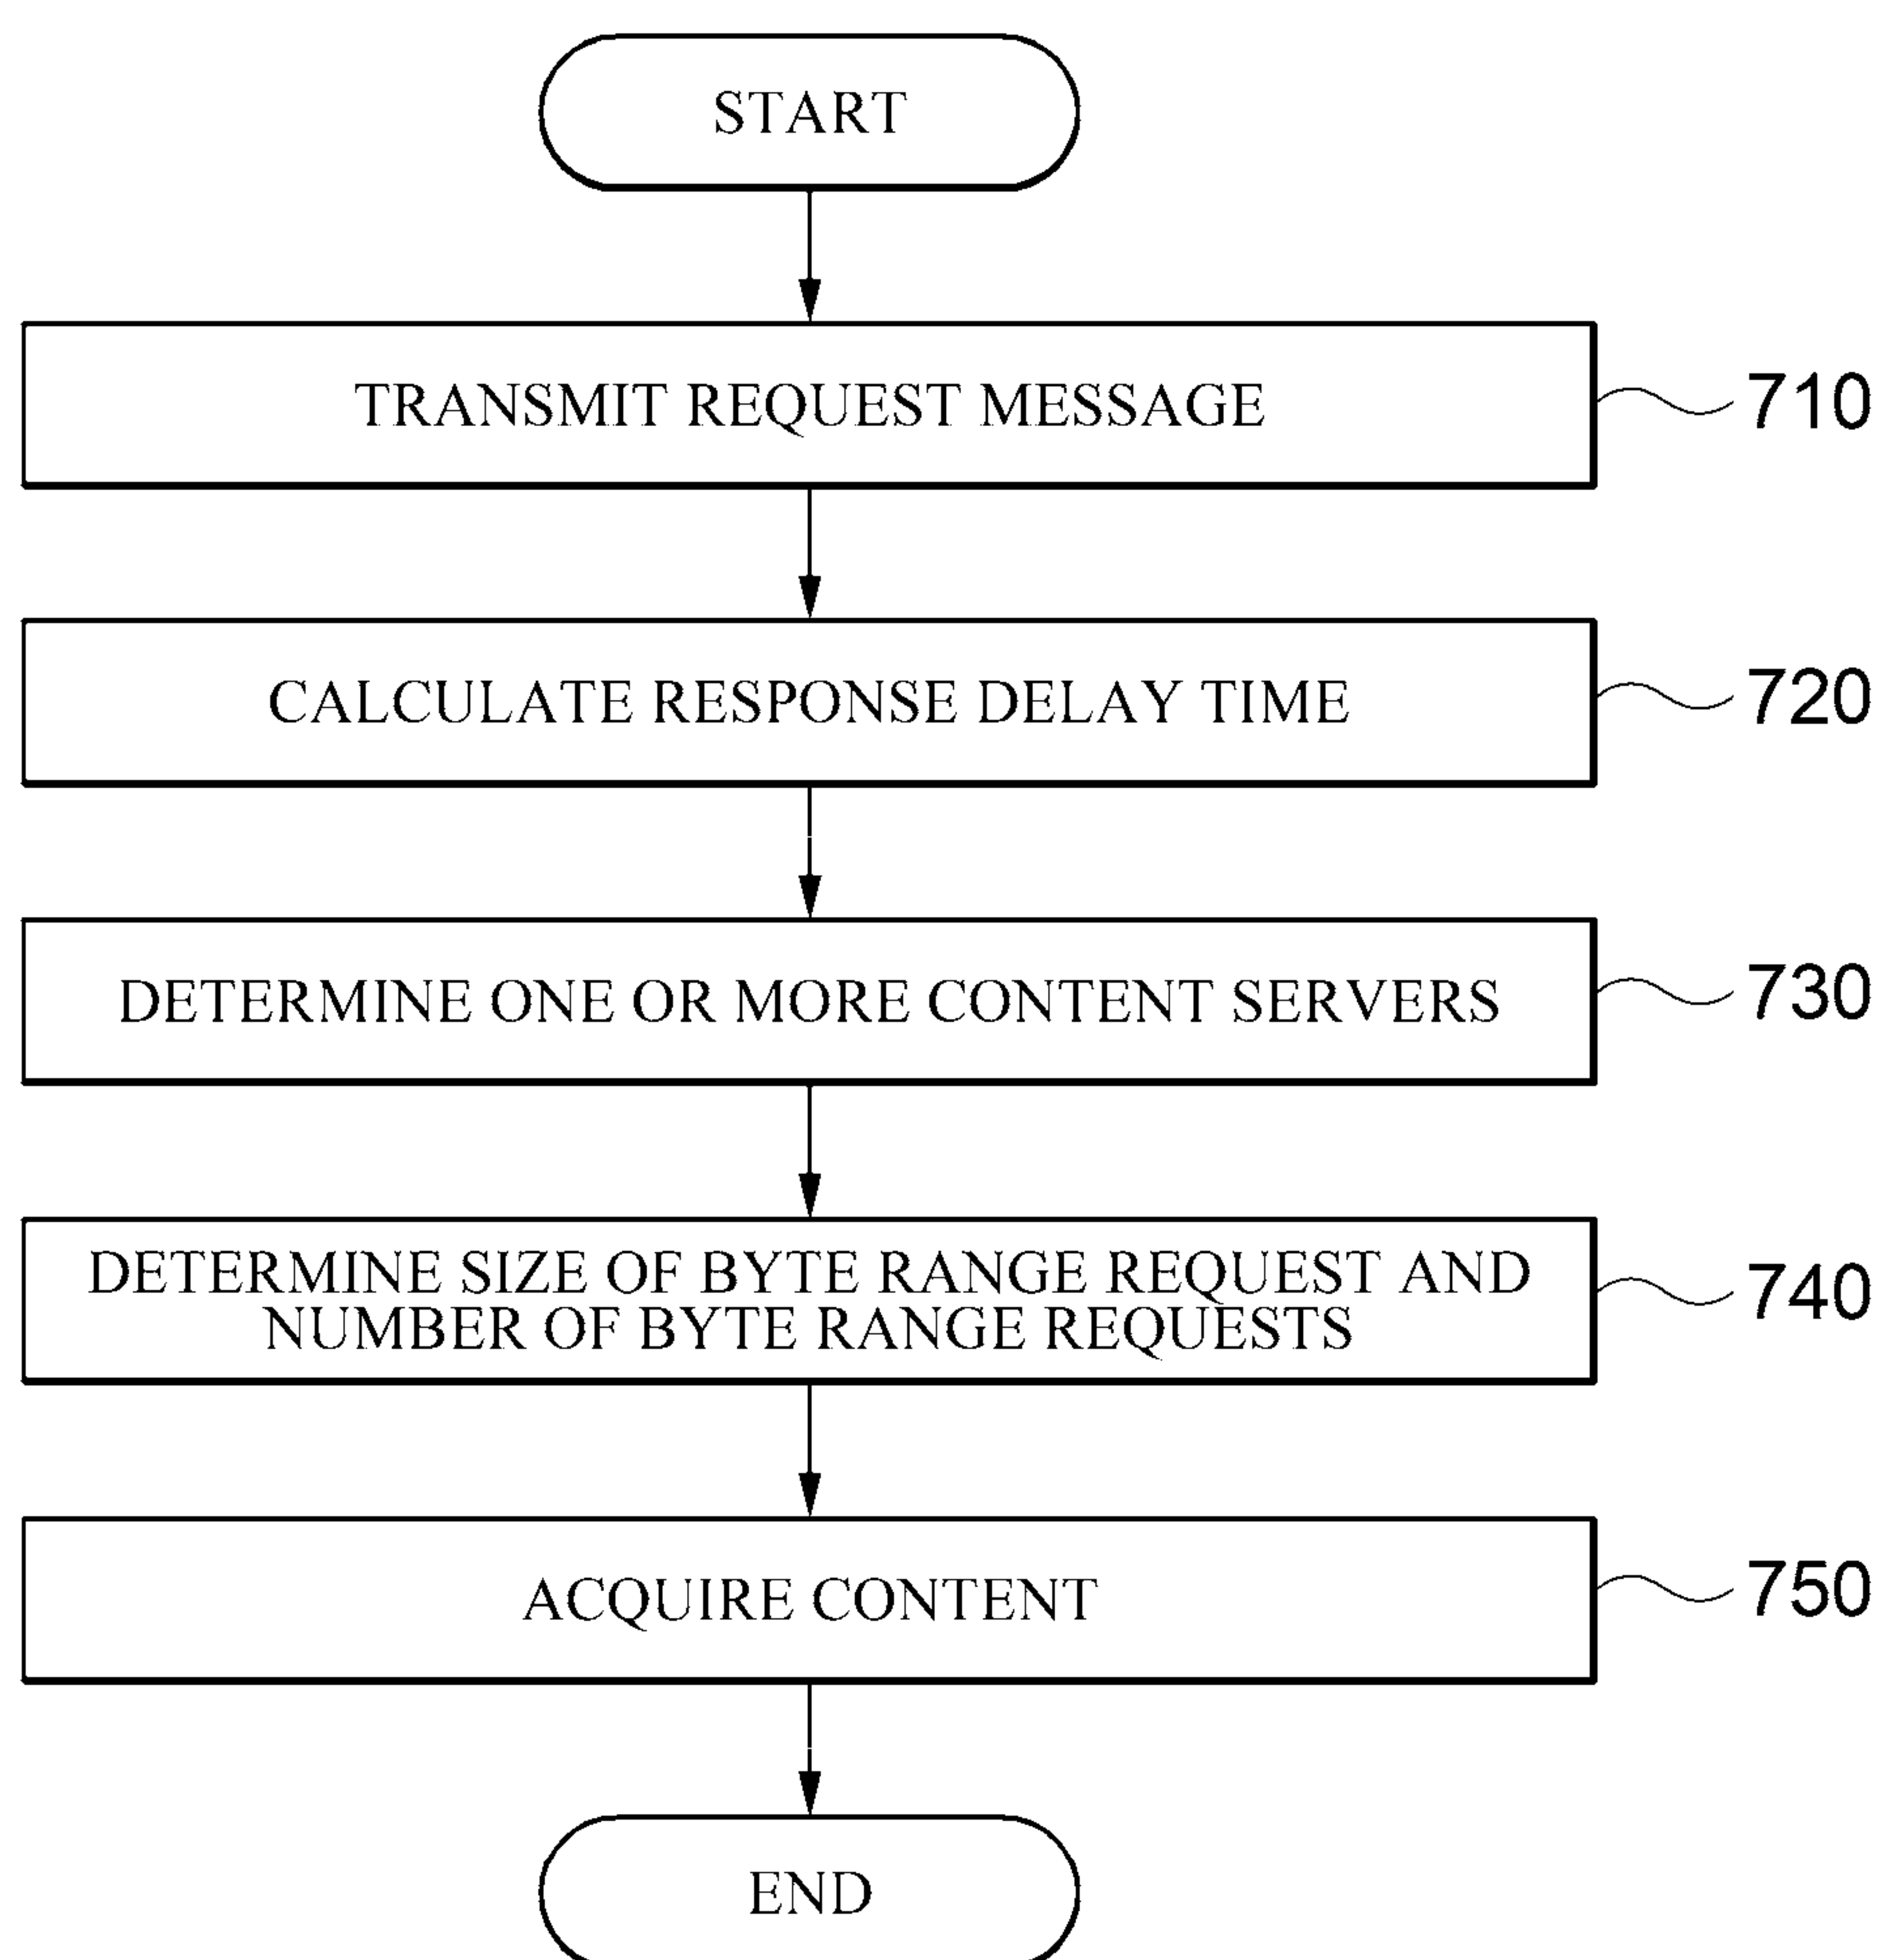 START
TRANSMIT REQUEST MESSAGE
710
CALCULATE RESPONSE DELAY TIME
720
DETERMINE ONE OR MORE CONTENT SERVERS
730
DETERMINE SIZE OF BYTE RANGE REQUEST AND
NUMBER OF BYTE RANGE REQUESTS
740
ACQUIRE CONTENT
750
END